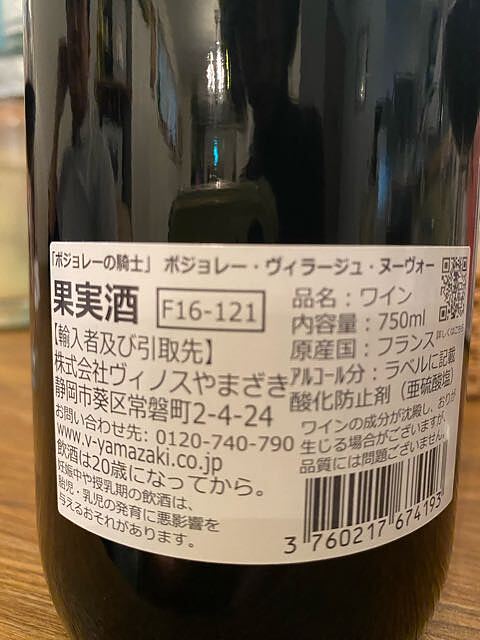 「ボジョレーの騎士」 ボジョレー・ヴィラージュ・ヌーヴォー
果実酒 F16-121
【輸入者及び引取先】
株式会社ヴィノスやまざき
静岡市葵区常磐町2-4-24
お問い合わせ先: 0120-740-790
www.v-yamazaki.co.jp
飲酒は20歳になってから。
妊娠中や授乳期の飲酒は、
胎児・乳児の発育に悪影響を
与えるおそれがあります。
品名：ワイン
内容量：750ml
原産国：フランス
詳しくはこちら
アルコール分：ラベルに記載
酸化防止剤（亜硫酸塩）
ワインの成分が沈殿し、おりが
生じる場合がございますが、
品質には問題ございません。
3 760217 674193